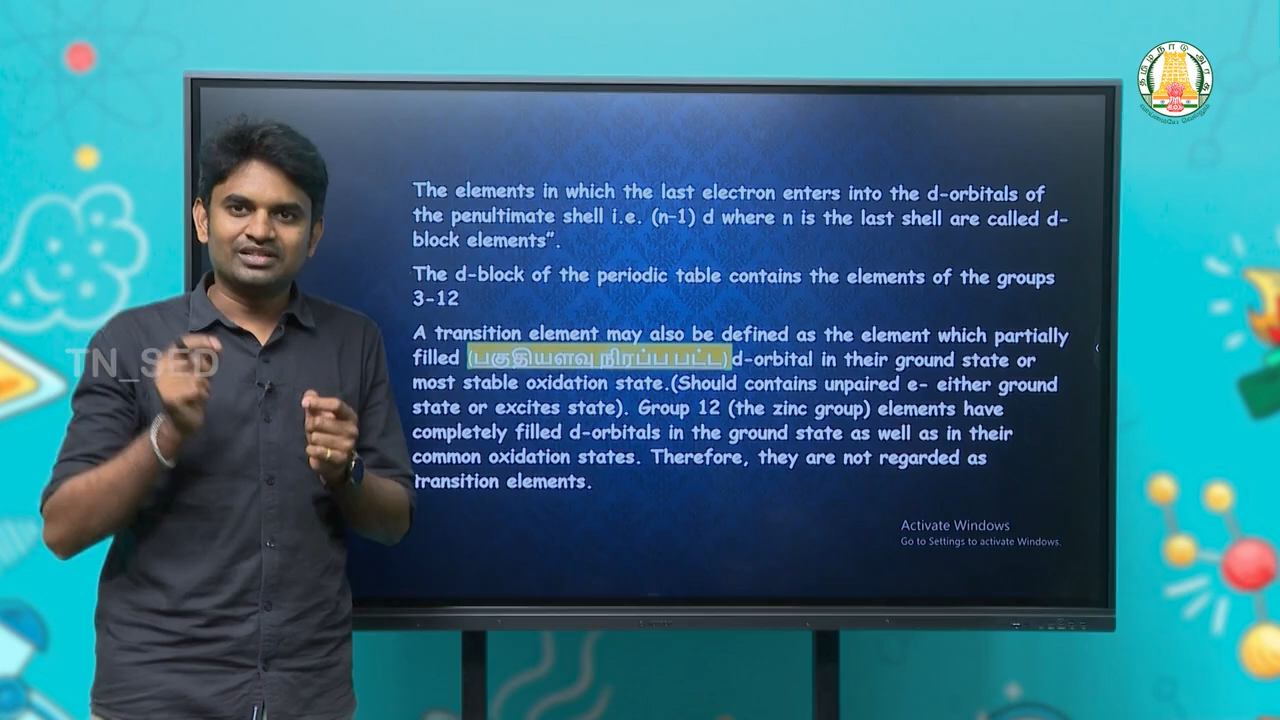 தமிழ்நாடு அரசு
வாய்மையே வெல்லும்
The elements in which the last electron enters into the d-orbitals of
the penultimate shell i.e. (n-1) d where n is the last shell are called d-
block elements”.
The d-block of the periodic table contains the elements of the groups
3-12
A transition element may also be defined as the element which partially
filled (பகுதியளவு நிரப்ப பட்ட) d-orbital in their ground state or
most stable oxidation state.(Should contains unpaired e- either ground
state or excites state). Group 12 (the zinc group) elements have
completely filled d-orbitals in the ground state as well as in their
common oxidation states. Therefore, they are not regarded as
transition elements.
TN_SED
Activate Windows
Go to Settings to activate Windows.